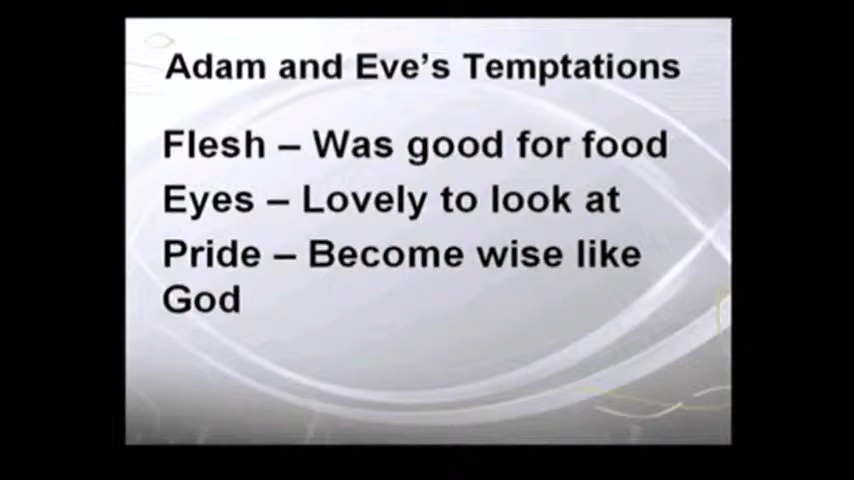 Adam and Eve’s Temptations
Flesh – Was good for food
Eyes – Lovely to look at
Pride – Become wise like
God